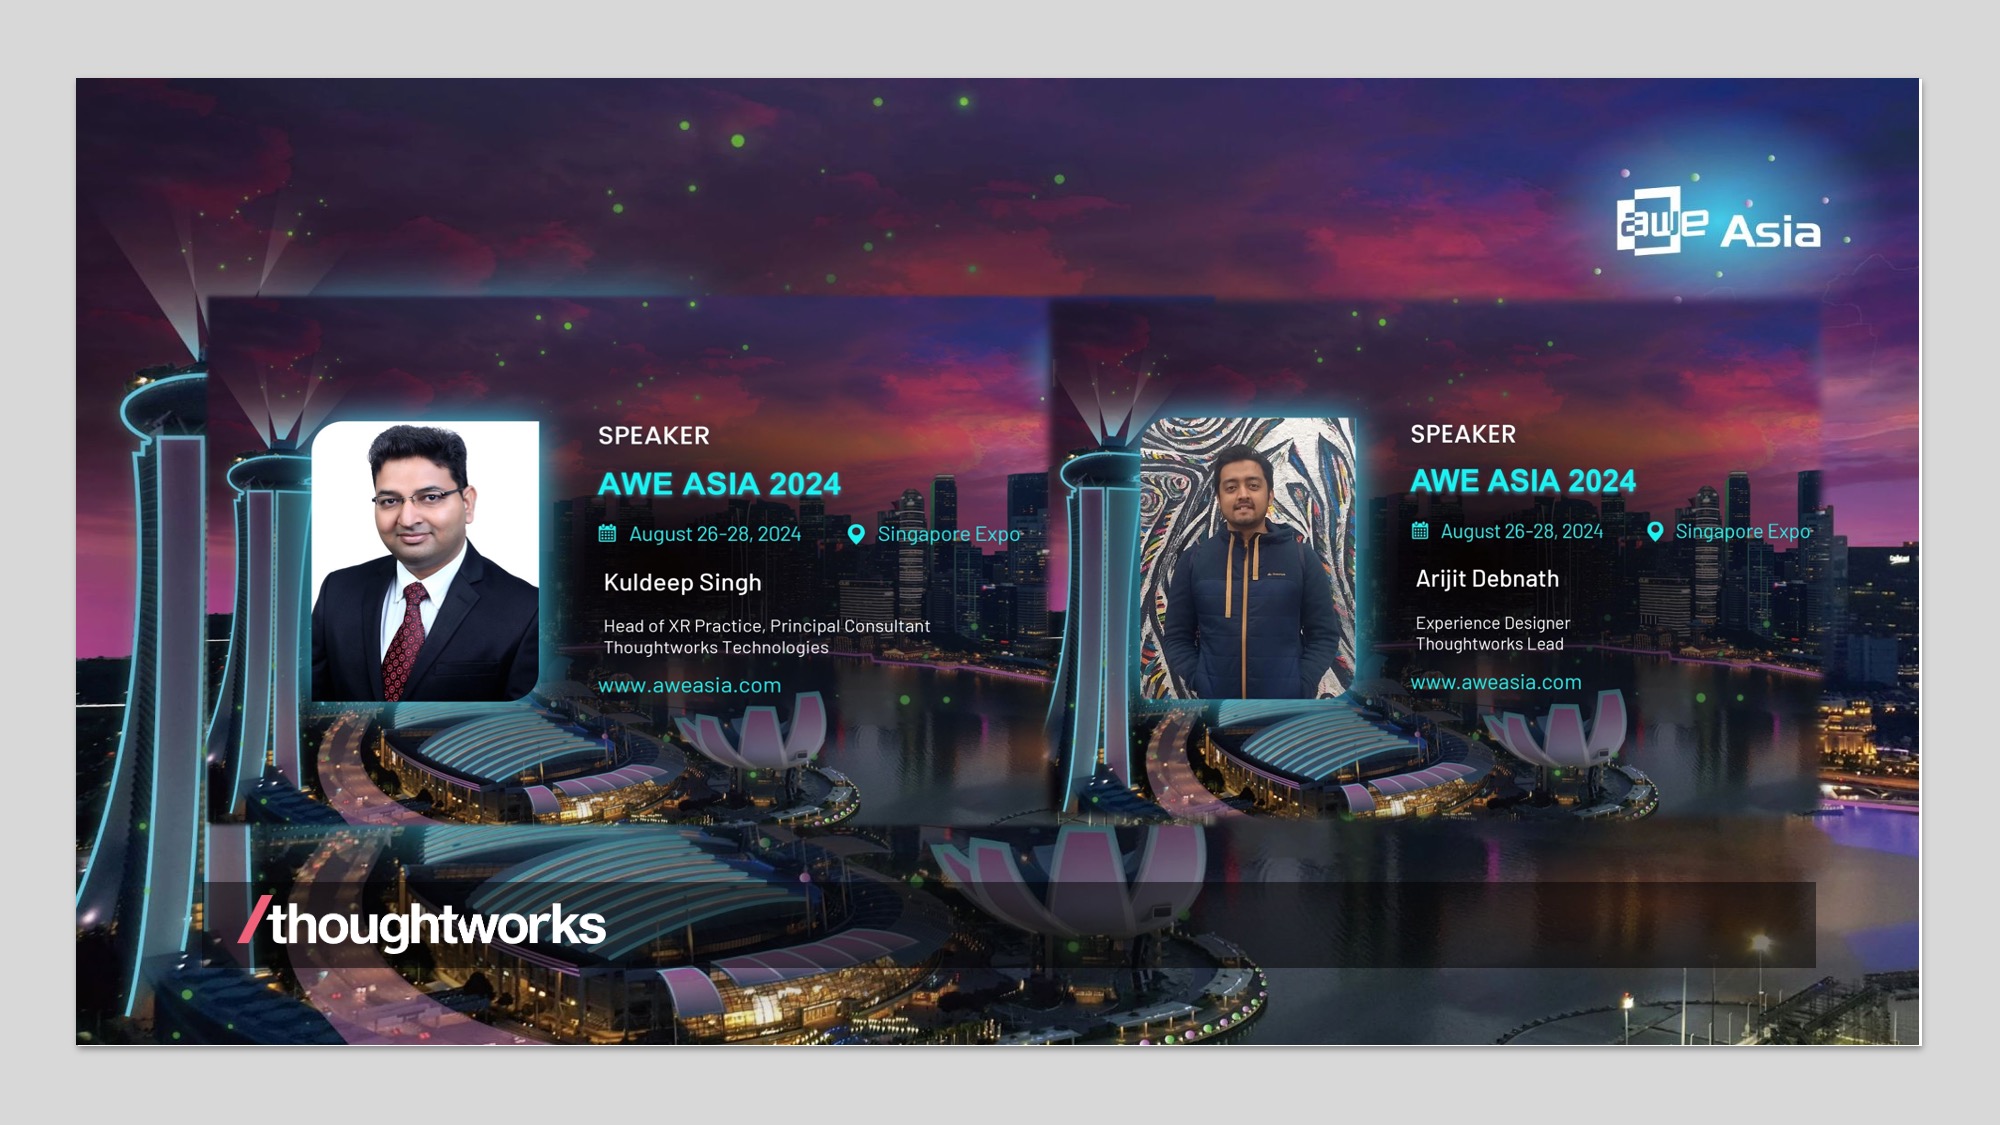 awe Asia
SPEAKER
AWE ASIA 2024
August 26-28, 2024 Singapore Expo
Kuldeep Singh
Head of XR Practice, Principal Consultant
Thoughtworks Technologies
www.aweasia.com
SPEAKER
AWE ASIA 2024
August 26-28, 2024 Singapore Expo
Arijit Debnath
Experience Designer
Thoughtworks Lead
www.aweasia.com
/thoughtworks